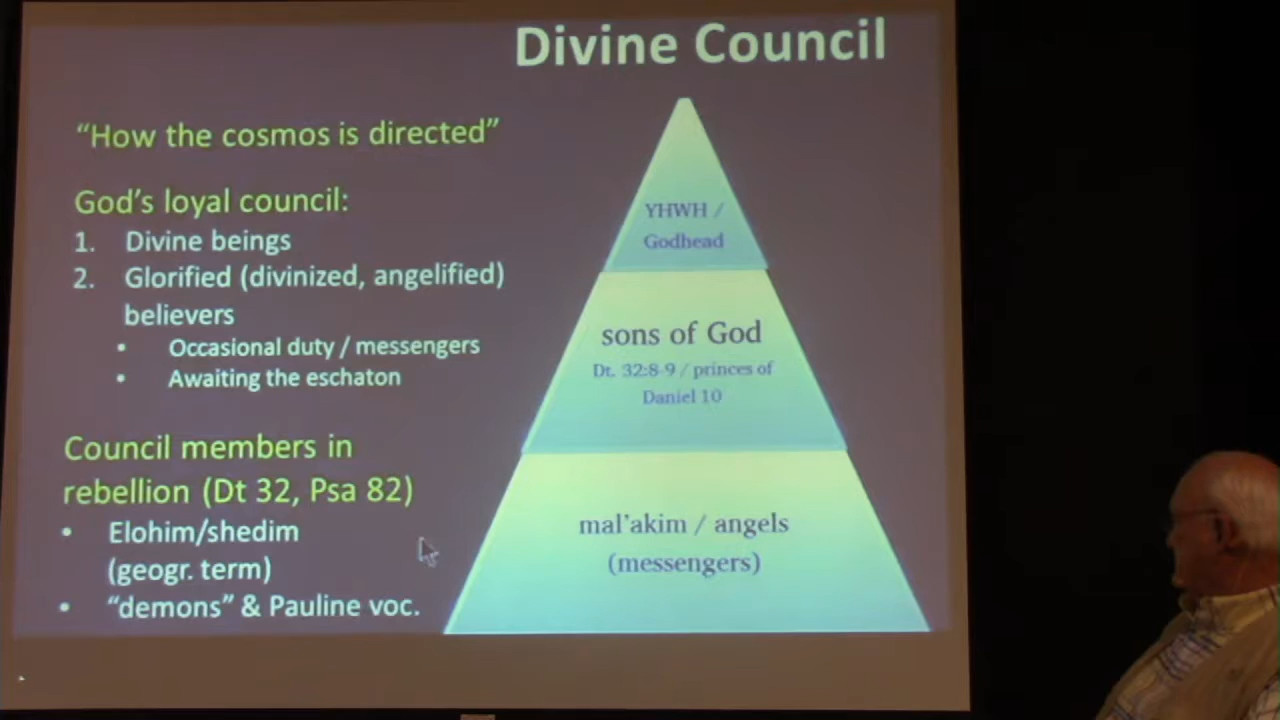 Divine Council
"How the cosmos is directed"
God's loyal council:
1. Divine beings
2. Glorified (divinized, angelified)
believers
• Occasional duty / messengers
• Awaiting the eschaton
Council members in
rebellion (Dt 32, Psa 82)
• Elohim/shedim
(geogr. term)
• "demons" & Pauline voc.
YHWH /
Godhead
sons of God
Dt. 32:8-9 / princes of
Daniel 10
mal'akim / angels
(messengers)